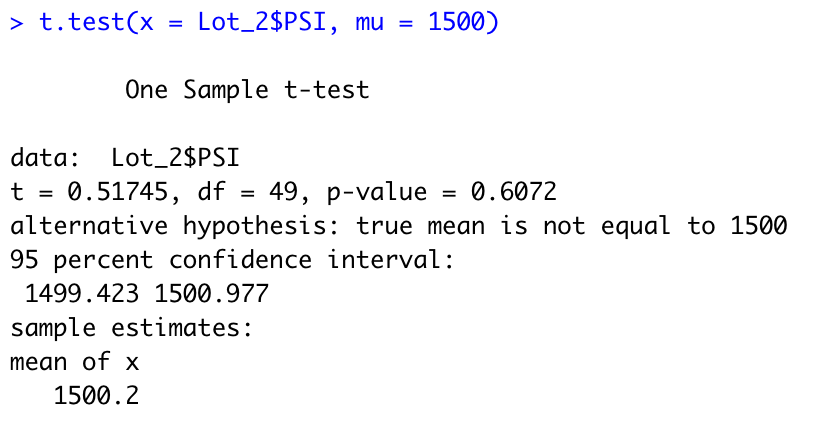 > t.test(x = Lot_2$PSI, mu = 1500)
One Sample t-test
data:  Lot_2$PSI
t = 0.51745, df = 49, p-value = 0.6072
alternative hypothesis: true mean is not equal to 1500
95 percent confidence interval:
1499.423 1500.977
sample estimates:
mean of x
1500.2